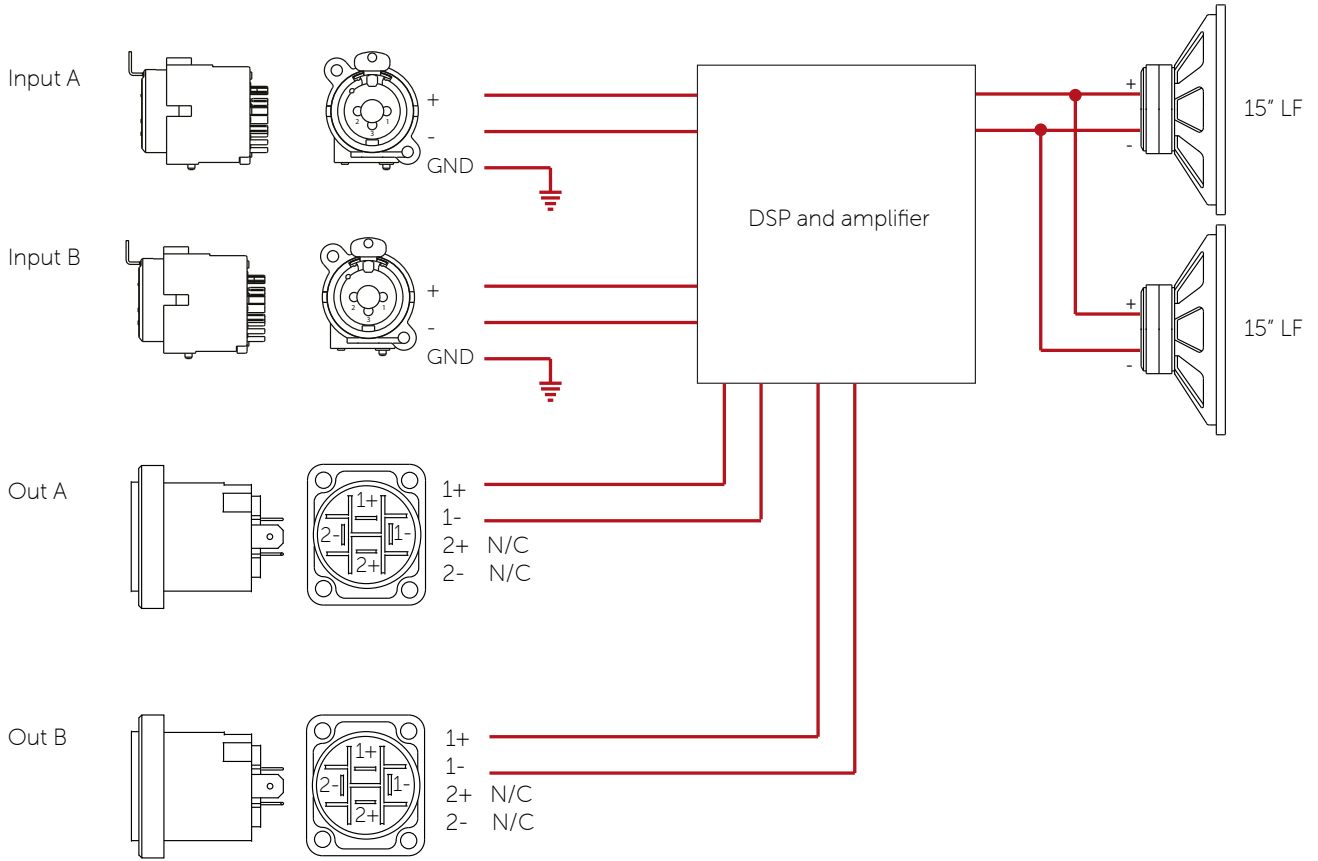 Input A
2 1
3
+
-
GND
+
-
15” LF
DSP and amplifier
Input B
2 1
3
+
-
GND
+
-
15” LF
Out A
1+
2- 1-
2+
1+
1-
2+ N/C
2- N/C
Out B
1+
2- 1-
2+
1+
1-
2+ N/C
2- N/C